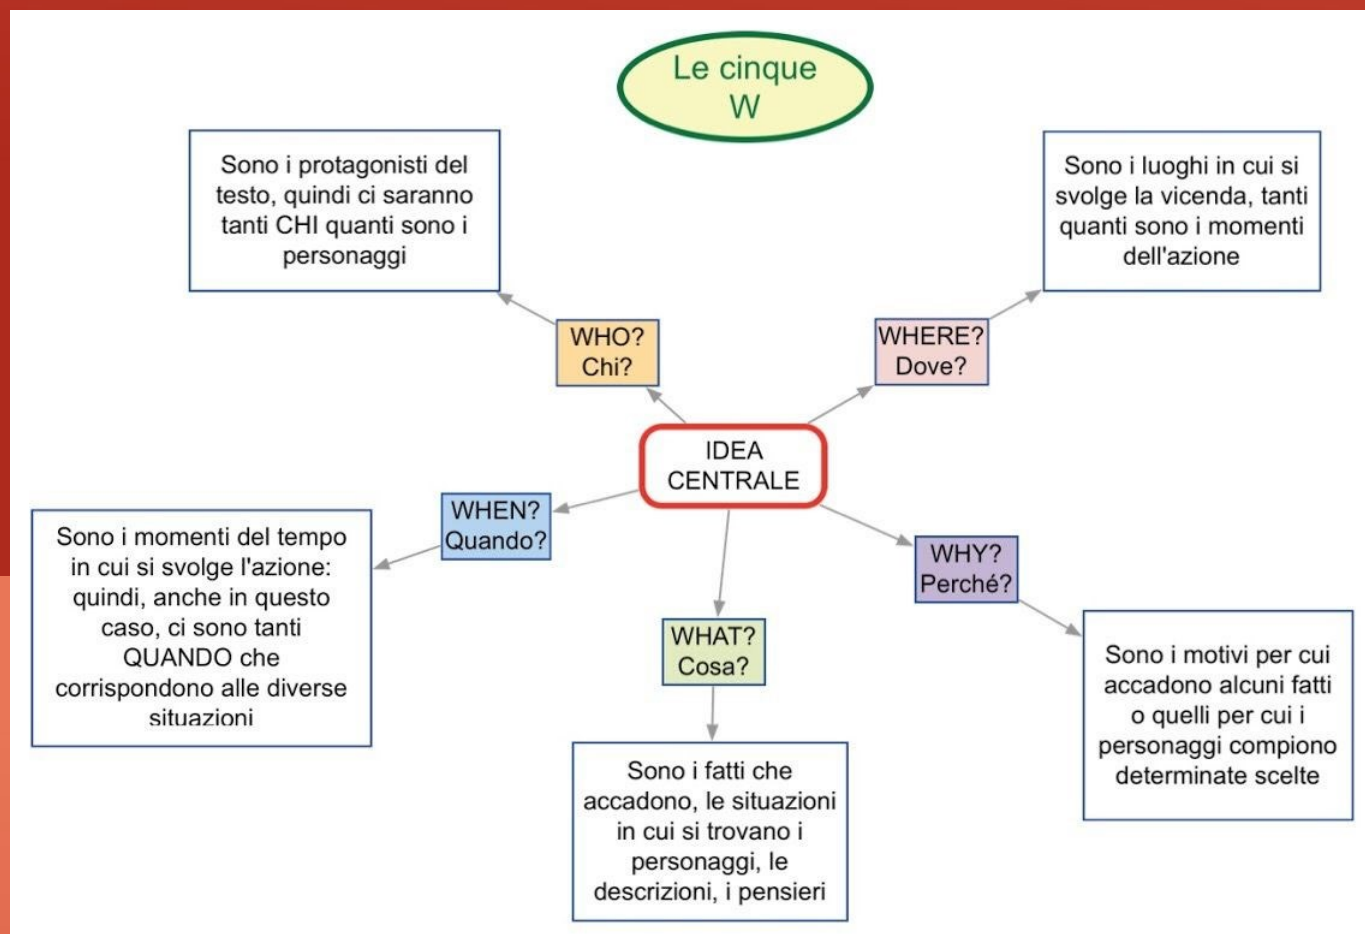 Le cinque
W
Sono i protagonisti del
testo, quindi ci saranno
tanti CHI quanti sono i
personaggi
Sono i luoghi in cui si
svolge la vicenda, tanti
quanti sono i momenti
dell'azione
WHO?
Chi?
WHERE?
Dove?
IDEA
CENTRALE
WHEN?
Quando?
Sono i momenti del tempo
in cui si svolge l'azione:
quindi, anche in questo
caso, ci sono tanti
QUANDO che
corrispondono alle diverse
situazioni
WHY?
Perché?
WHAT?
Cosa?
Sono i motivi per cui
accadono alcuni fatti
o quelli per cui i
personaggi compiono
determinate scelte
Sono i fatti che
accadono, le situazioni
in cui si trovano i
personaggi, le
descrizioni, i pensieri